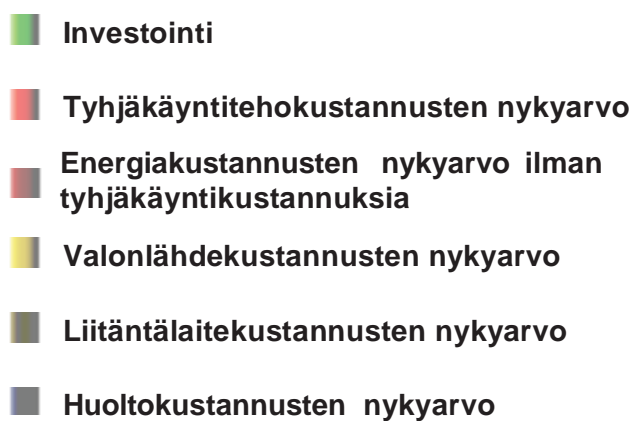 Investointi
Tyhjäkäyntitehokustannusten nykyarvo
Energiakustannusten nykyarvo ilman
tyhjäkäyntikustannuksia
Valonlähdekustannusten nykyarvo
Liitäntälaitekustannusten nykyarvo
Huoltokustannusten nykyarvo